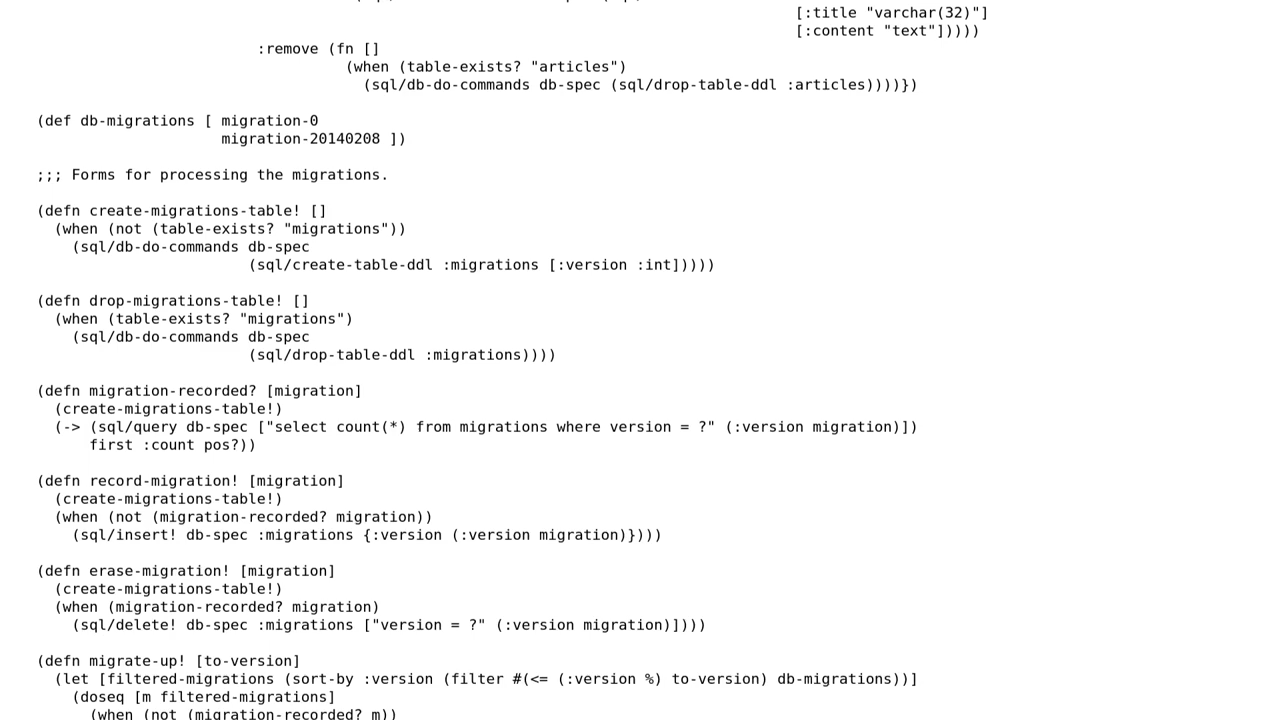 [:title "varchar(32)"]
[:content "text"]))))
:remove (fn []
(when (table-exists? "articles")
(sql/db-do-commands db-spec (sql/drop-table-ddl :articles))))})
(def db-migrations [ migration-0
migration-20140208 ])
;;; Forms for processing the migrations.
(defn create-migrations-table! []
(when (not (table-exists? "migrations"))
(sql/db-do-commands db-spec
(sql/create-table-ddl :migrations [:version :int]))))
(defn drop-migrations-table! []
(when (table-exists? "migrations")
(sql/db-do-commands db-spec
(sql/drop-table-ddl :migrations))))
(defn migration-recorded? [migration]
(create-migrations-table!)
(-> (sql/query db-spec ["select count(*) from migrations where version = ?" (:version migration)])
first :count pos?))
(defn record-migration! [migration]
(create-migrations-table!)
(when (not (migration-recorded? migration))
(sql/insert! db-spec :migrations {:version (:version migration)})))
(defn erase-migration! [migration]
(create-migrations-table!)
(when (migration-recorded? migration)
(sql/delete! db-spec :migrations ["version = ?" (:version migration)])))
(defn migrate-up! [to-version]
(let [filtered-migrations (sort-by :version (filter #(<= (:version %) to-version) db-migrations))]
(doseq [m filtered-migrations]
(when (not (migration-recorded? m))